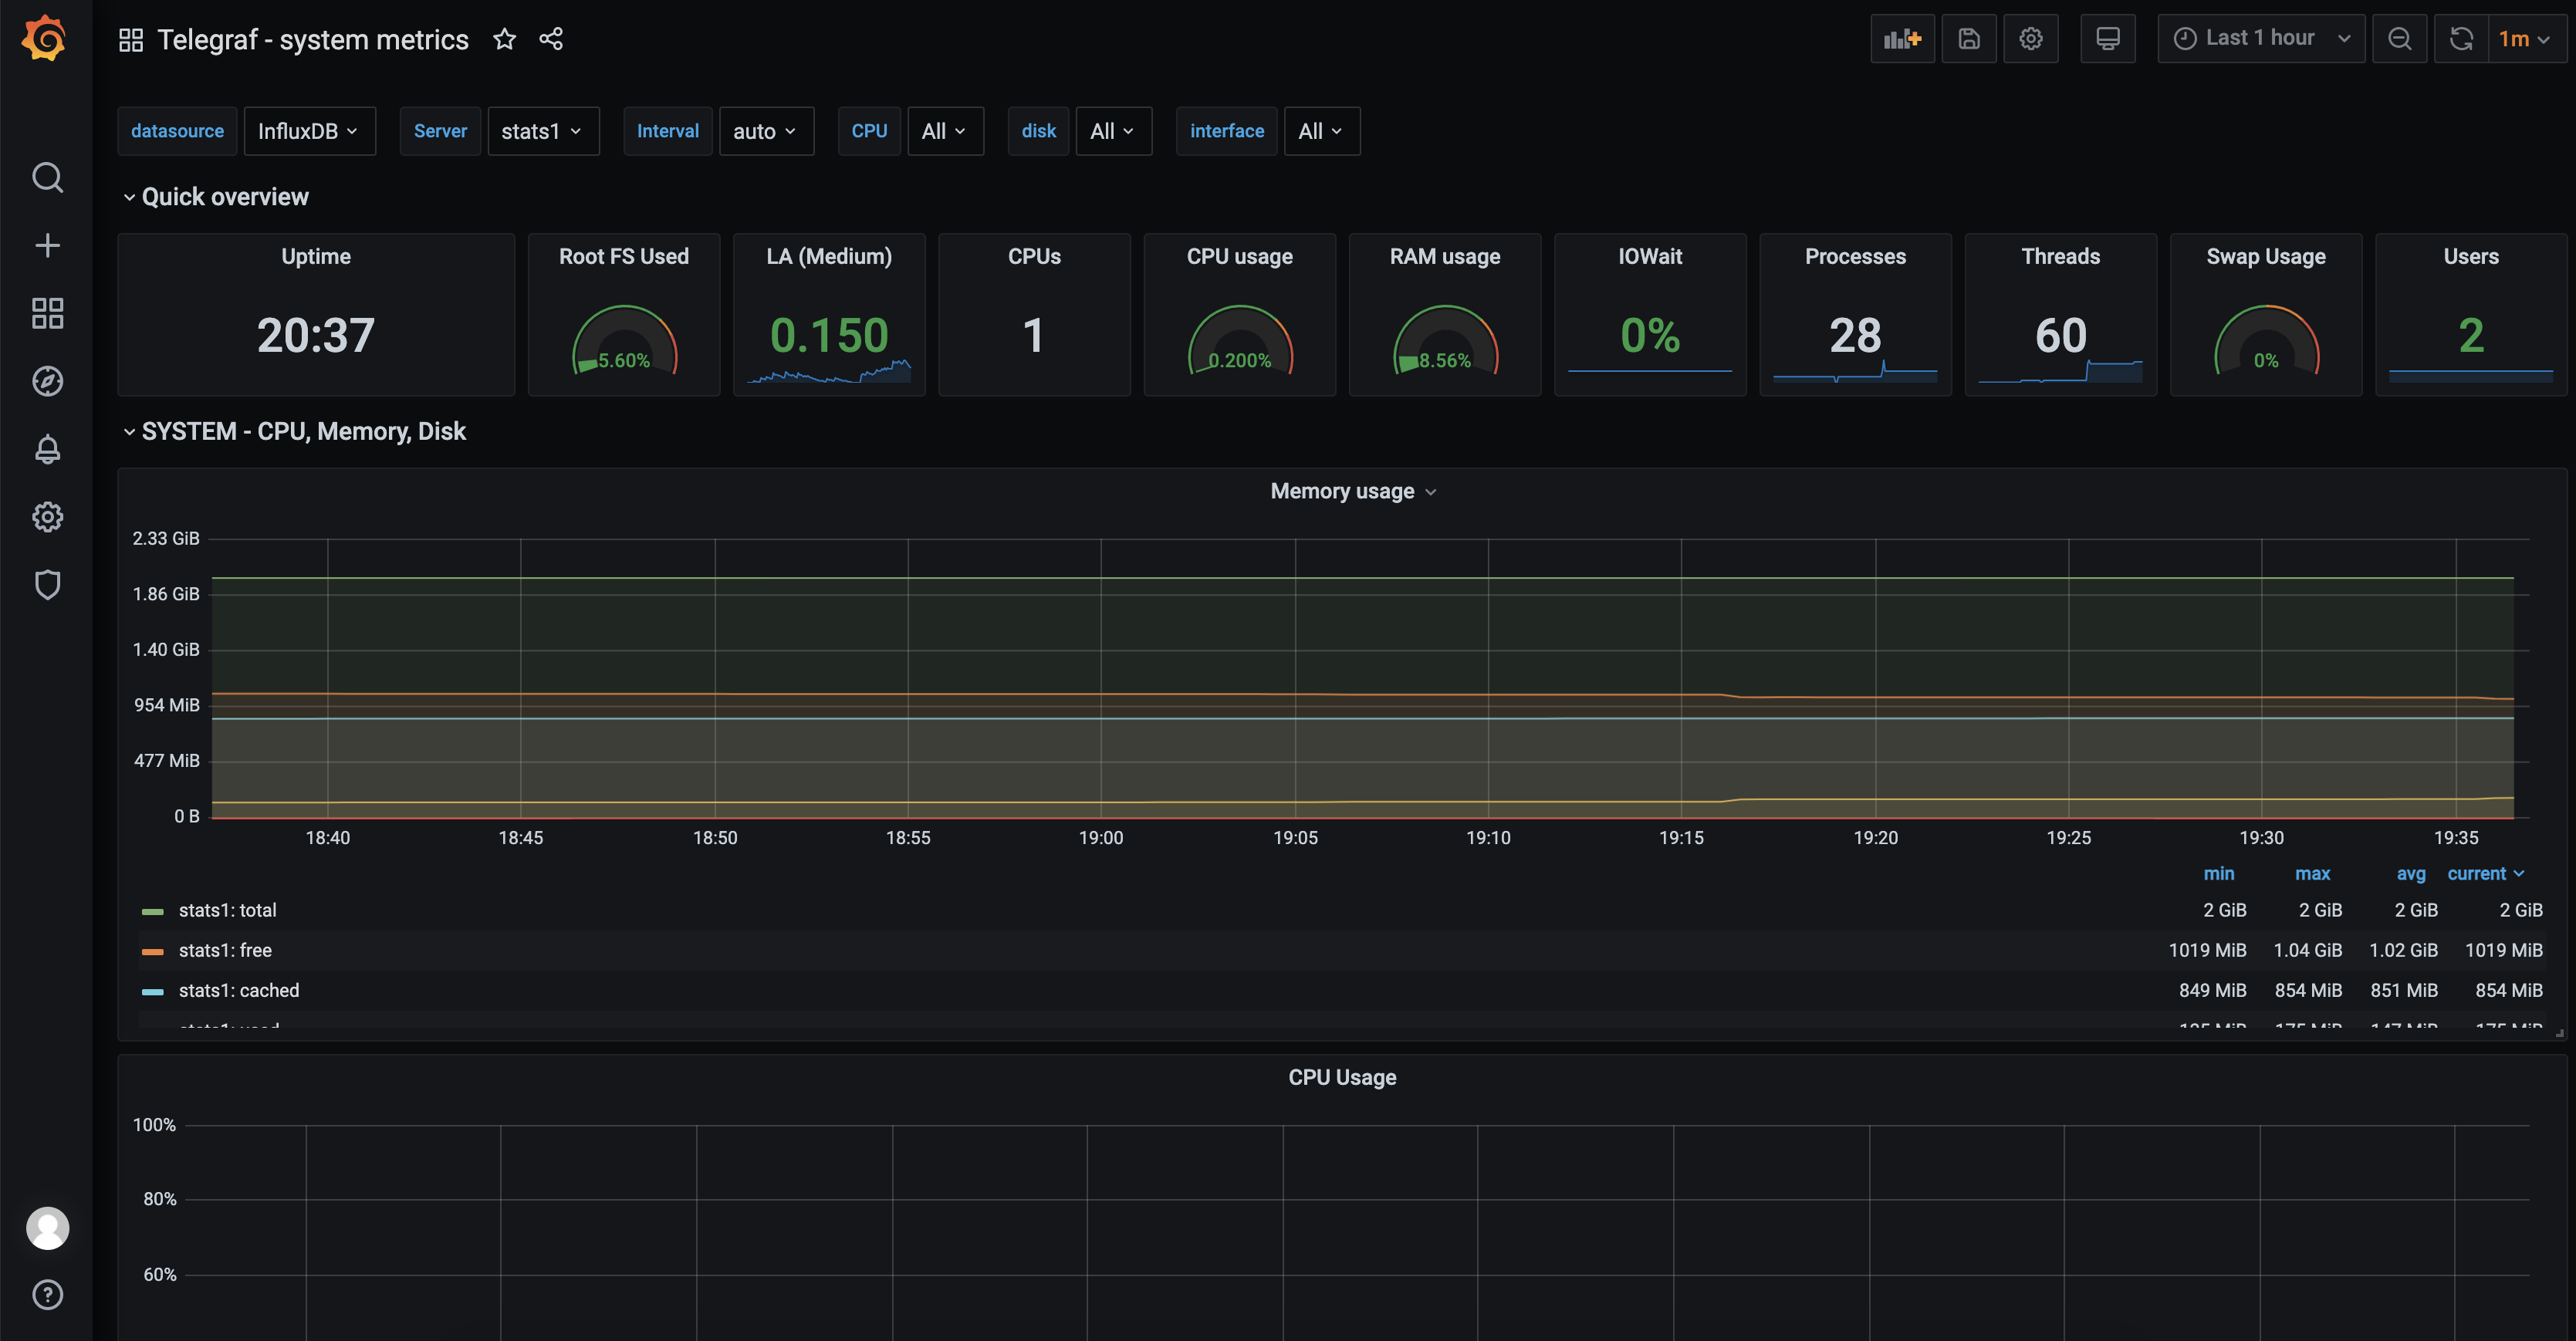 Telegraf - system metrics
Last 1 hour
1m
datasource InfluxDB Server stats1 Interval auto CPU All disk All interface All
Quick overview
Uptime
20:37
Root FS Used
5.60%
LA (Medium)
0.150
CPUs
1
CPU usage
0.200%
RAM usage
8.56%
IOWait
0%
Processes
28
Threads
60
Swap Usage
0%
Users
2
SYSTEM - CPU, Memory, Disk
Memory usage
2.33 GiB
1.86 GiB
1.40 GiB
954 MiB
477 MiB
0 B
18:40 18:45 18:50 18:55 19:00 19:05 19:10 19:15 19:20 19:25 19:30 19:35
min max avg current
stats1: total 2 GiB 2 GiB 2 GiB 2 GiB
stats1: free 1019 MiB 1.04 GiB 1.02 GiB 1019 MiB
stats1: cached 849 MiB 854 MiB 851 MiB 854 MiB
CPU Usage
100%
80%
60%